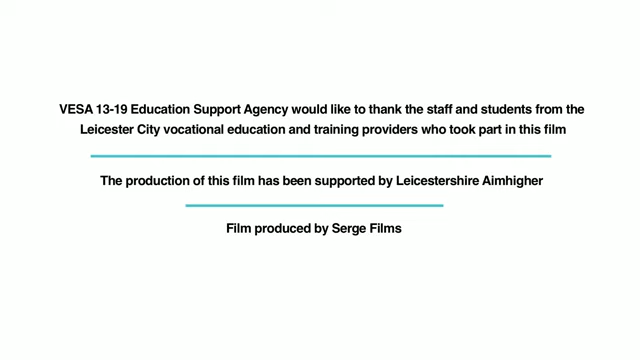 VESA 13-19 Education Support Agency would like to thank the staff and students from the
Leicester City vocational education and training providers who took part in this film
The production of this film has been supported by Leicestershire Aimhigher
Film produced by Serge Films